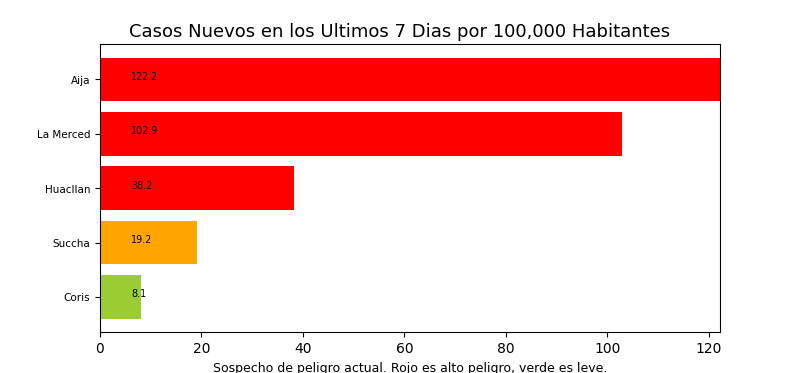 Casos Nuevos en los Ultimos 7 Dias por 100,000 Habitantes
Aija 122.2
La Merced 102.9
Huacllan 38.2
Succha 19.2
Coris 8.1
0 20 40 60 80 100 120
Sospecho de peligro actual. Rojo es alto peligro, verde es leve.